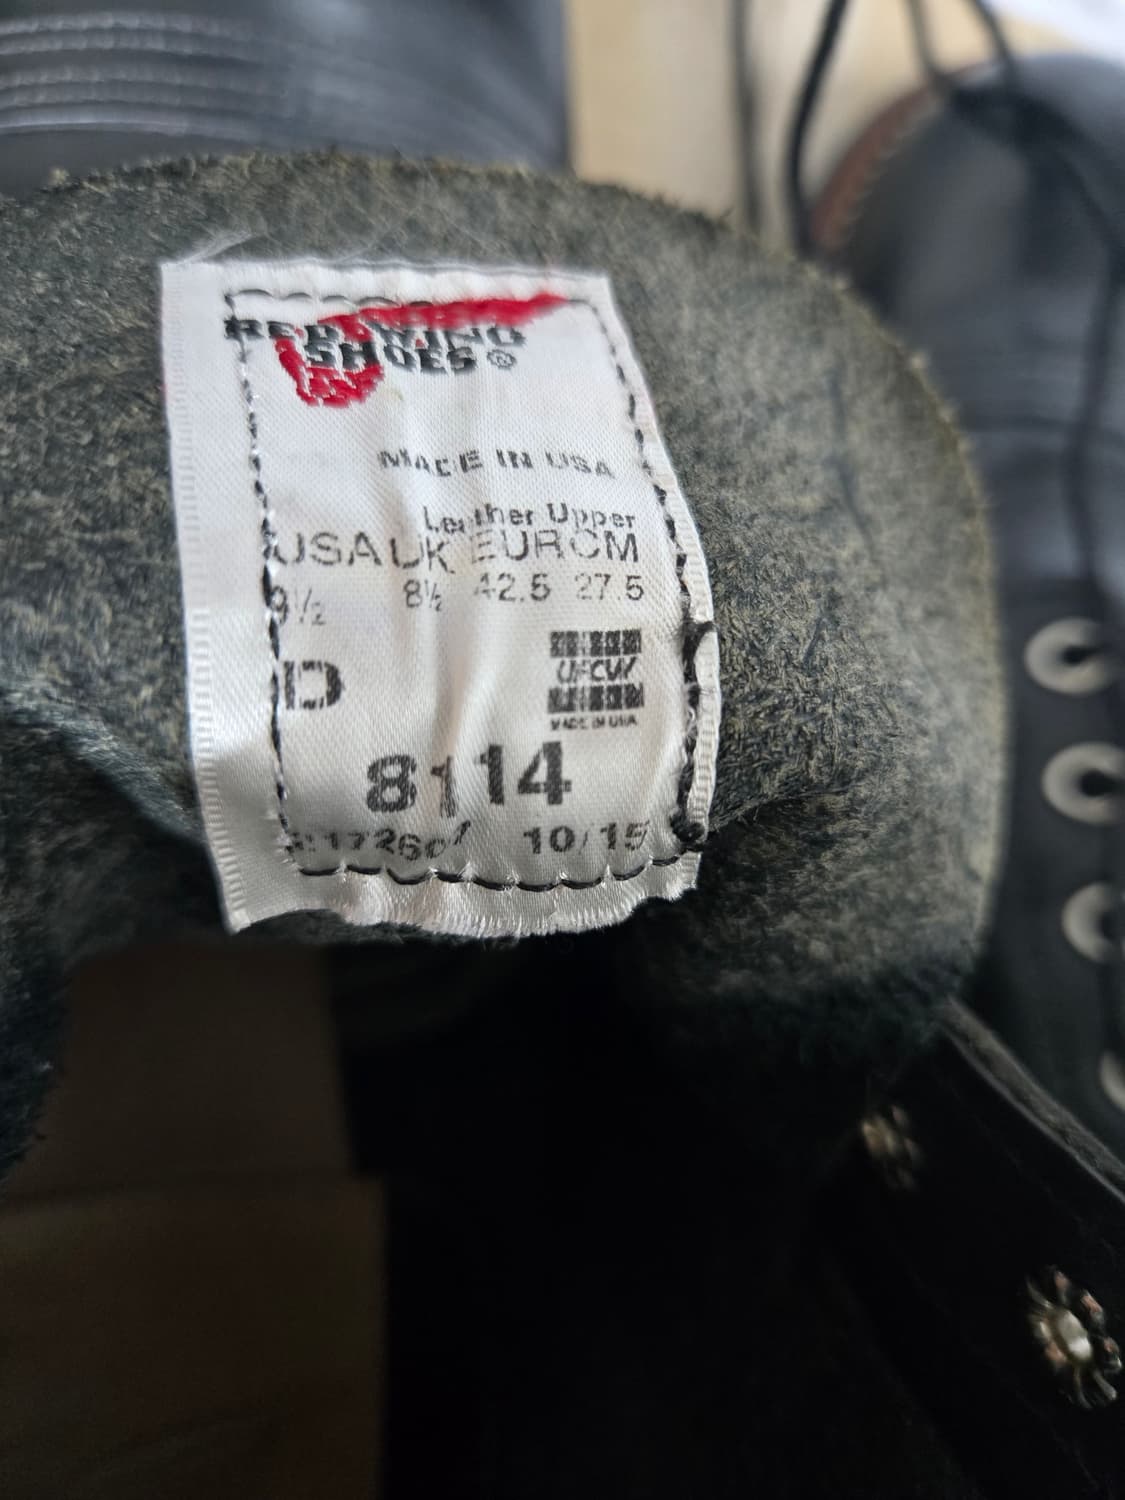 RED WING
SHOES®
MADE IN USA
Leather Upper
USA UK EUR CM
9½ 8½ 42.5 27.5
D
UFCW
MADE IN USA
8114
10/15